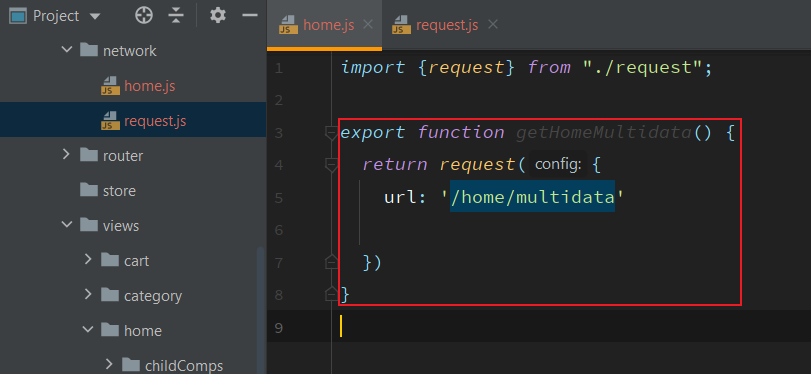 Project
network
home.js
request.js
router
store
views
cart
category
home
childComps
home.js
request.js
1 import {request} from "./request";
2
3 export function getHomeMultidata() {
4 return request( config: {
5 url: '/home/multidata'
6
7 })
8 }
9